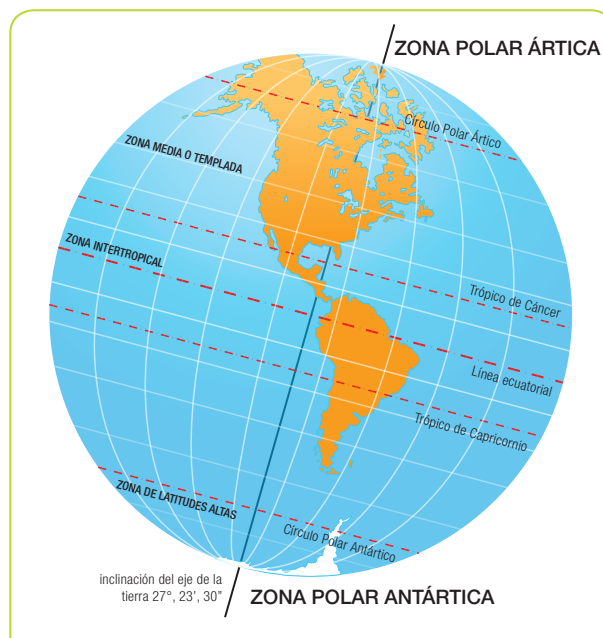 ZONA POLAR ÁRTICA
Círculo Polar Ártico
ZONA MEDIA O TEMPLADA
ZONA INTERTROPICAL
Trópico de Cáncer
Línea ecuatorial
Trópico de Capricornio
ZONA DE LATITUDES ALTAS
Círculo Polar Antártico
inclinación del eje de la
tierra 27°, 23’, 30”
ZONA POLAR ANTÁRTICA